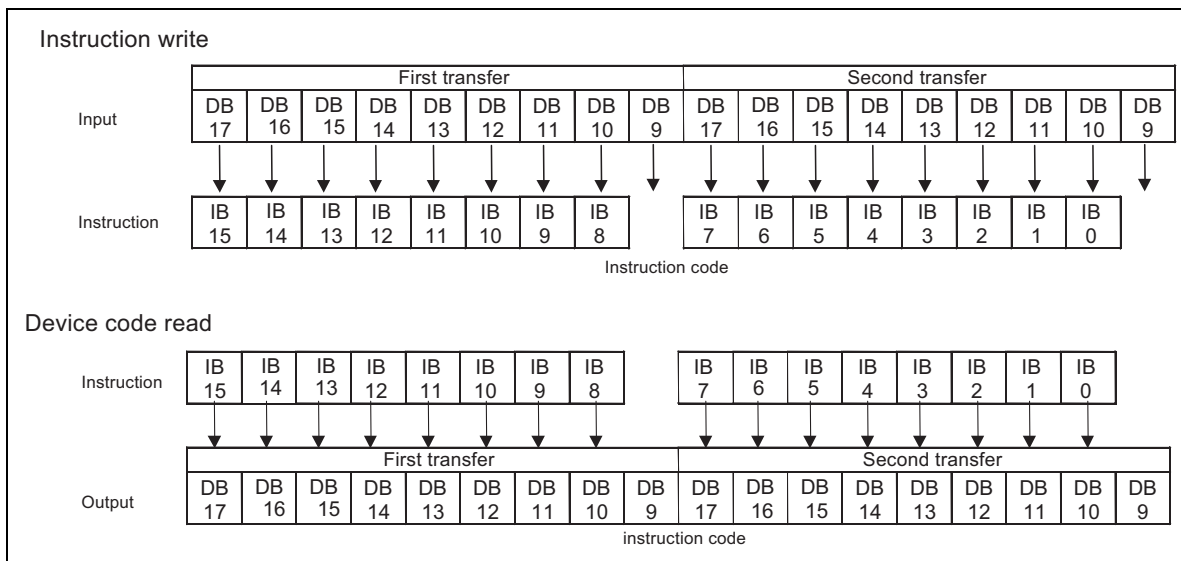 Instruction write
First transfer Second transfer
Input DB DB DB DB DB DB DB DB DB DB DB DB DB DB DB DB DB DB
17 16 15 14 13 12 11 10 9 17 16 15 14 13 12 11 10 9
Instruction IB IB IB IB IB IB IB IB IB IB IB IB IB IB IB IB
15 14 13 12 11 10 9 8 7 6 5 4 3 2 1 0
Instruction code
Device code read
Instruction IB IB IB IB IB IB IB IB IB IB IB IB IB IB IB IB
15 14 13 12 11 10 9 8 7 6 5 4 3 2 1 0
First transfer Second transfer
Output DB DB DB DB DB DB DB DB DB DB DB DB DB DB DB DB DB DB
17 16 15 14 13 12 11 10 9 17 16 15 14 13 12 11 10 9
instruction code